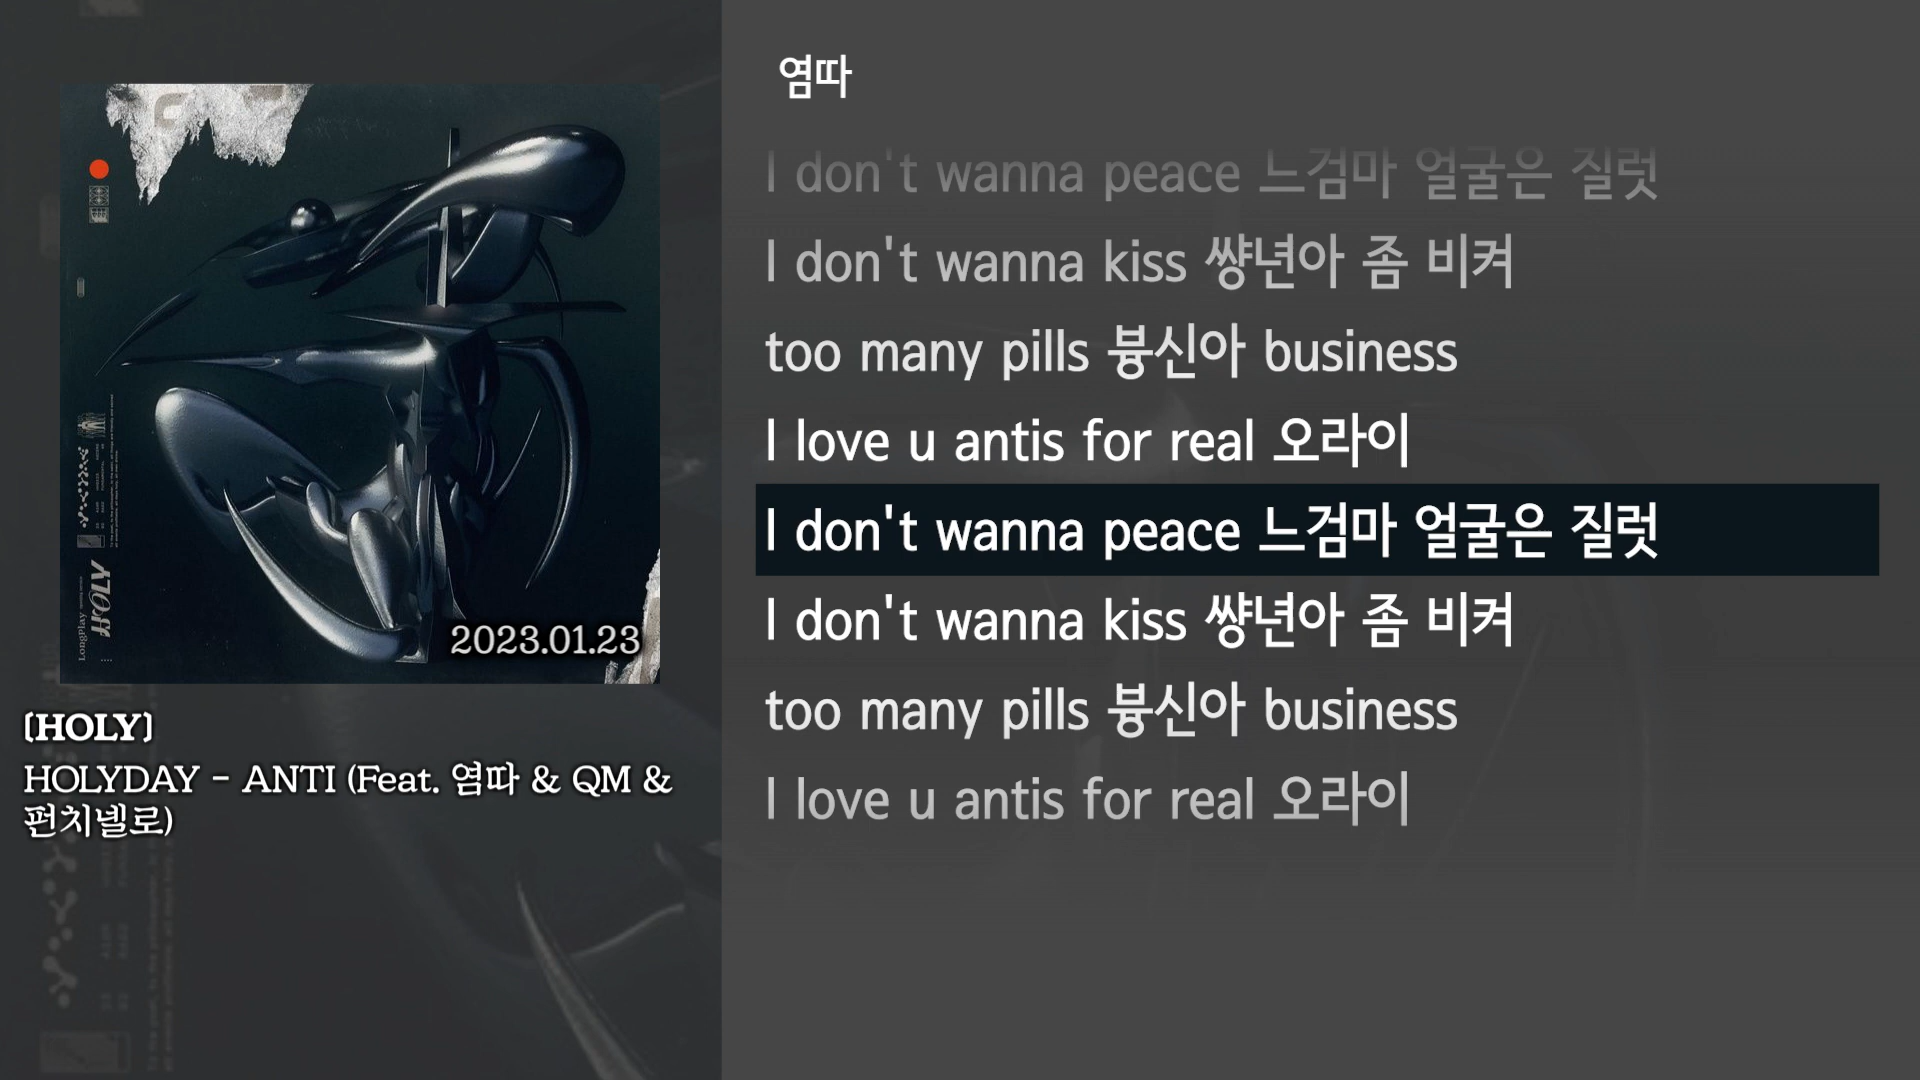 염따
I don't wanna peace 느검마 얼굴은 질럿
I don't wanna kiss 썅년아 좀 비켜
too many pills 븅신아 business
I love u antis for real 오라이
I don't wanna peace 느검마 얼굴은 질럿
I don't wanna kiss 썅년아 좀 비켜
too many pills 븅신아 business
I love u antis for real 오라이
HOLY
LongPlay
2023.01.23
[HOLY]
HOLYDAY - ANTI (Feat. 염따 & QM &
펀치넬로)